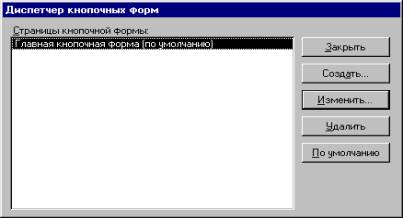 Диспетчер кнопочных форм
Страницы кнопочной формы:
Главная кнопочная форма (по умолчанию)
Закрыть
Создать...
Изменить...
Удалить
По умолчанию